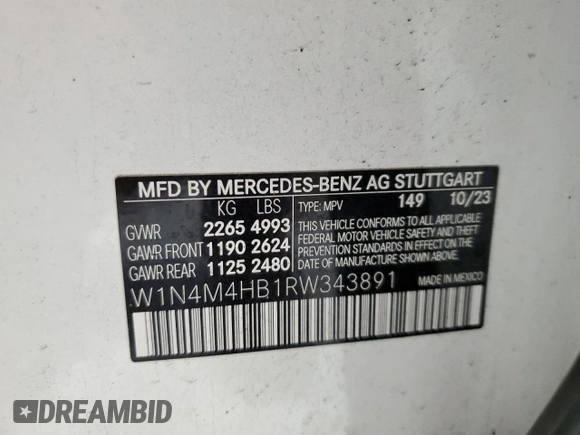 MFD BY MERCEDES-BENZ AG STUTTGART
KG LBS TYPE: MPV 149 10/23
GVWR 2265 4993
GAWR FRONT 1190 2624
GAWR REAR 1125 2480
THIS VEHICLE CONFORMS TO ALL APPLICABLE
FEDERAL MOTOR VEHICLE SAFETY AND THEFT
PREVENTION STANDARDS IN EFFECT ON THE
DATE OF MANUFACTURE SHOWN ABOVE.
W1N4M4HB1RW343891 MADE IN MEXICO
DREAMBID